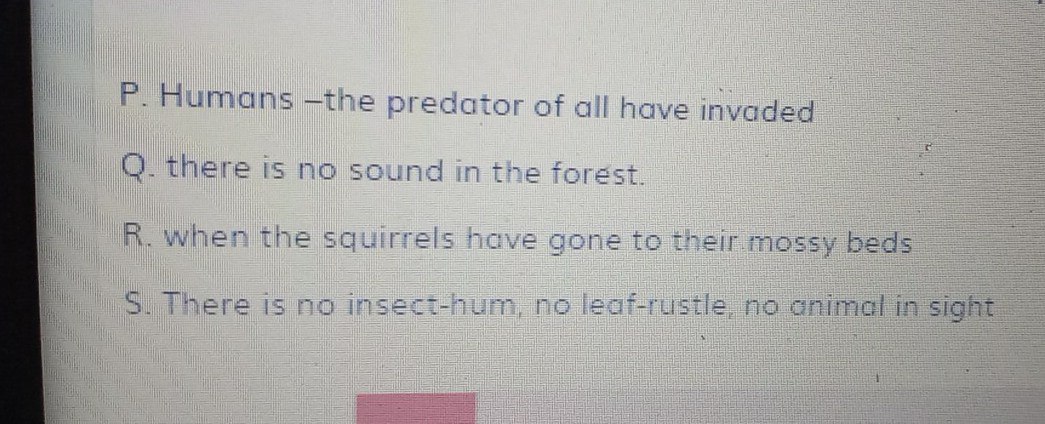 P. Humans –the predator of all have invaded
Q. there is no sound in the forest.
R. when the squirrels have gone to their mossy beds
S. There is no insect-hum, no leaf-rustle, no animal in sight